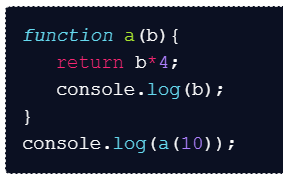 function a(b){
   return b*4;
   console.log(b);
}
console.log(a(10));